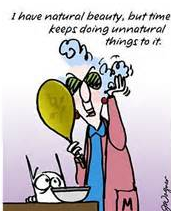 I have natural beauty, but time
keeps doing unnatural
things to it.
M